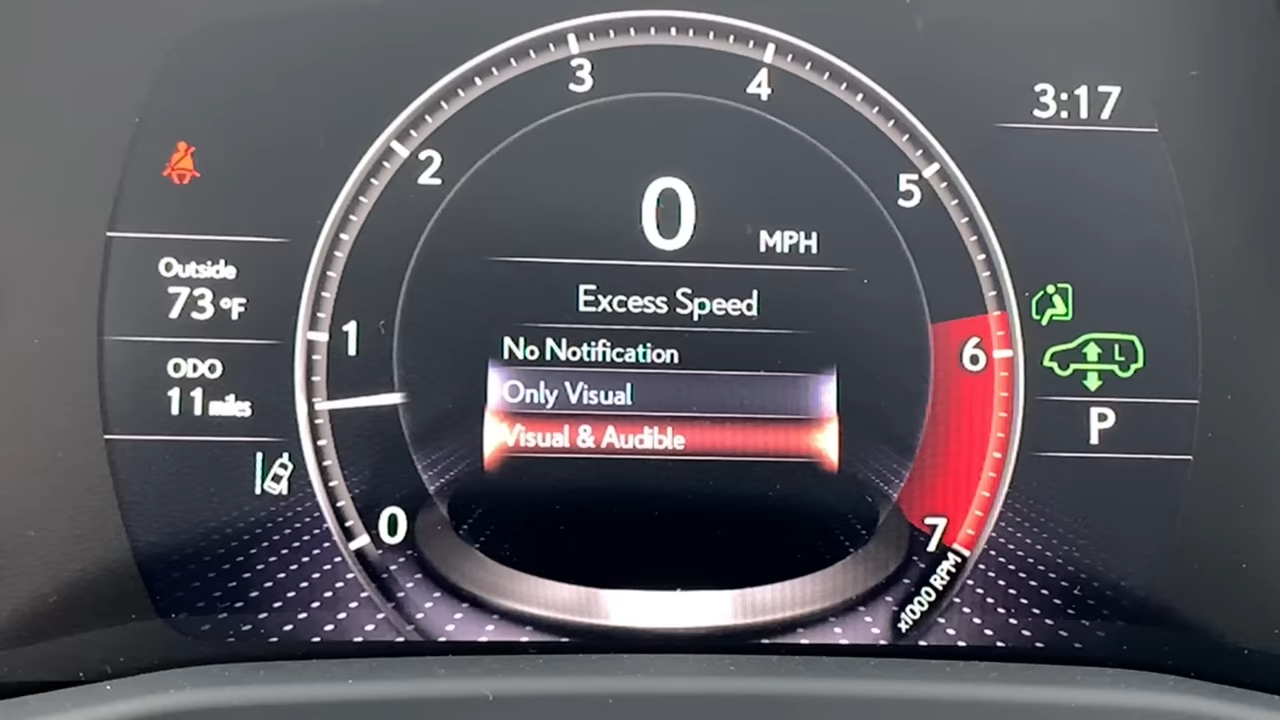 3
4
3:17
2
5
0
MPH
Outside
73°F
Excess Speed
1
No Notification
6
L
ODO
11 miles
Only Visual
P
Visual & Audible
0
7
x1000 RPM